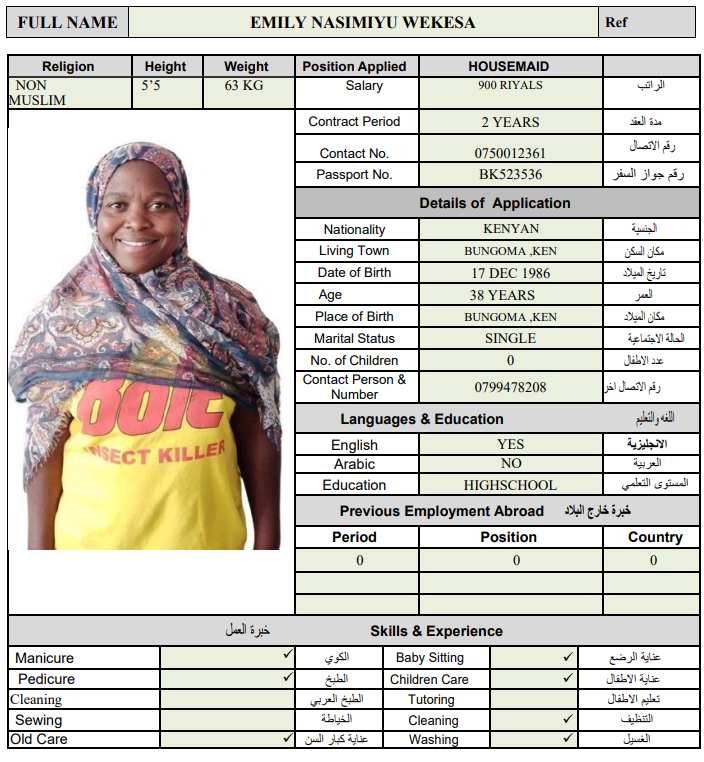 FULL NAME EMILY NASIMIYU WEKESA Ref
Religion Height Weight Position Applied HOUSEMAID
NON MUSLIM 5’5 63 KG Salary 900 RIYALS الراتب
Contract Period 2 YEARS مدة العقد
Contact No. 0750012361 رقم الاتصال
Passport No. BK523536 رقم جواز السفر
Details of Application
Nationality KENYAN الجنسية
Living Town BUNGOMA ,KEN مكان السكن
Date of Birth 17 DEC 1986 تاريخ الميلاد
Age 38 YEARS العمر
Place of Birth BUNGOMA ,KEN مكان الميلاد
Marital Status SINGLE الحالة الاجتماعية
No. of Children 0 عدد الاطفال
Contact Person & Number 0799478208 رقم الاتصال اخر
Languages & Education اللغه والتعليم
English YES الانجليزية
Arabic NO العربية
Education HIGHSCHOOL المستوى التعلمي
Previous Employment Abroad خبرة خارج البلاد
Period Position Country
0 0 0
INSECT KILLER
خبرة العمل Skills & Experience
Manicure ✓ الكوي Baby Sitting ✓ عناية الرضع
Pedicure ✓ الطبخ Children Care ✓ عناية الاطفال
Cleaning الطبخ العربي Tutoring تعليم الاطفال
Sewing الخياطة Cleaning ✓ التنظيف
Old Care ✓ عناية كبار السن Washing ✓ الغسيل